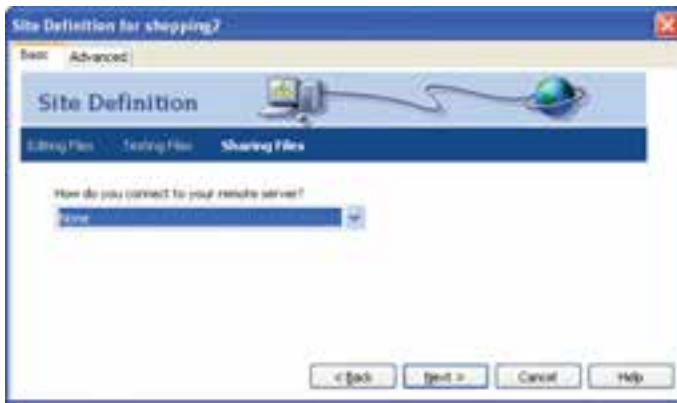 Site Definition for shopping2
Basic Advanced
Site Definition
Editing Files Testing Files Sharing Files
How do you connect to your remote server?
None
< Back Next > Cancel Help